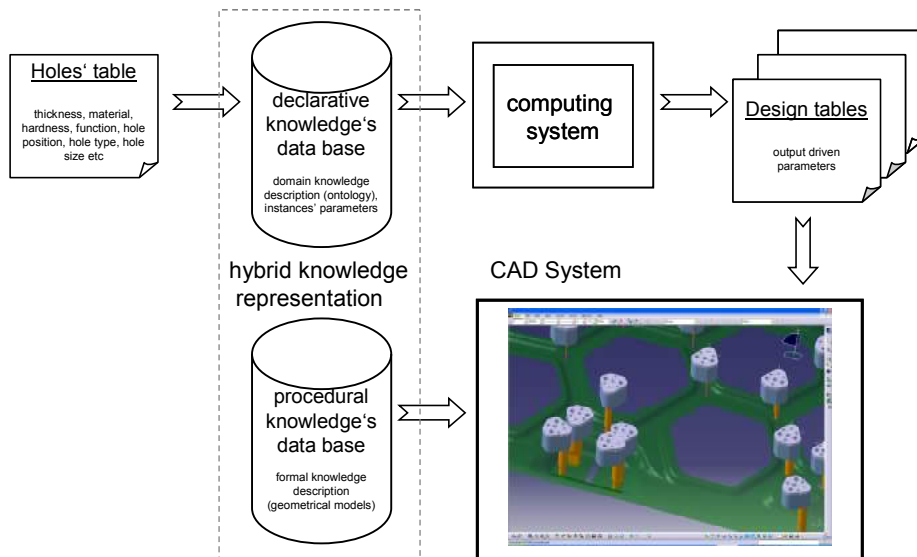 Holes‘ table
thickness, material,
hardness, function, hole
position, hole type, hole
size etc
declarative
knowledge‘s
data base
domain knowledge
description (ontology),
instances’ parameters
computing
system
Design tables
output driven
parameters
hybrid knowledge
representation
CAD System
procedural
knowledge‘s
data base
formal knowledge
description
(geometrical models)